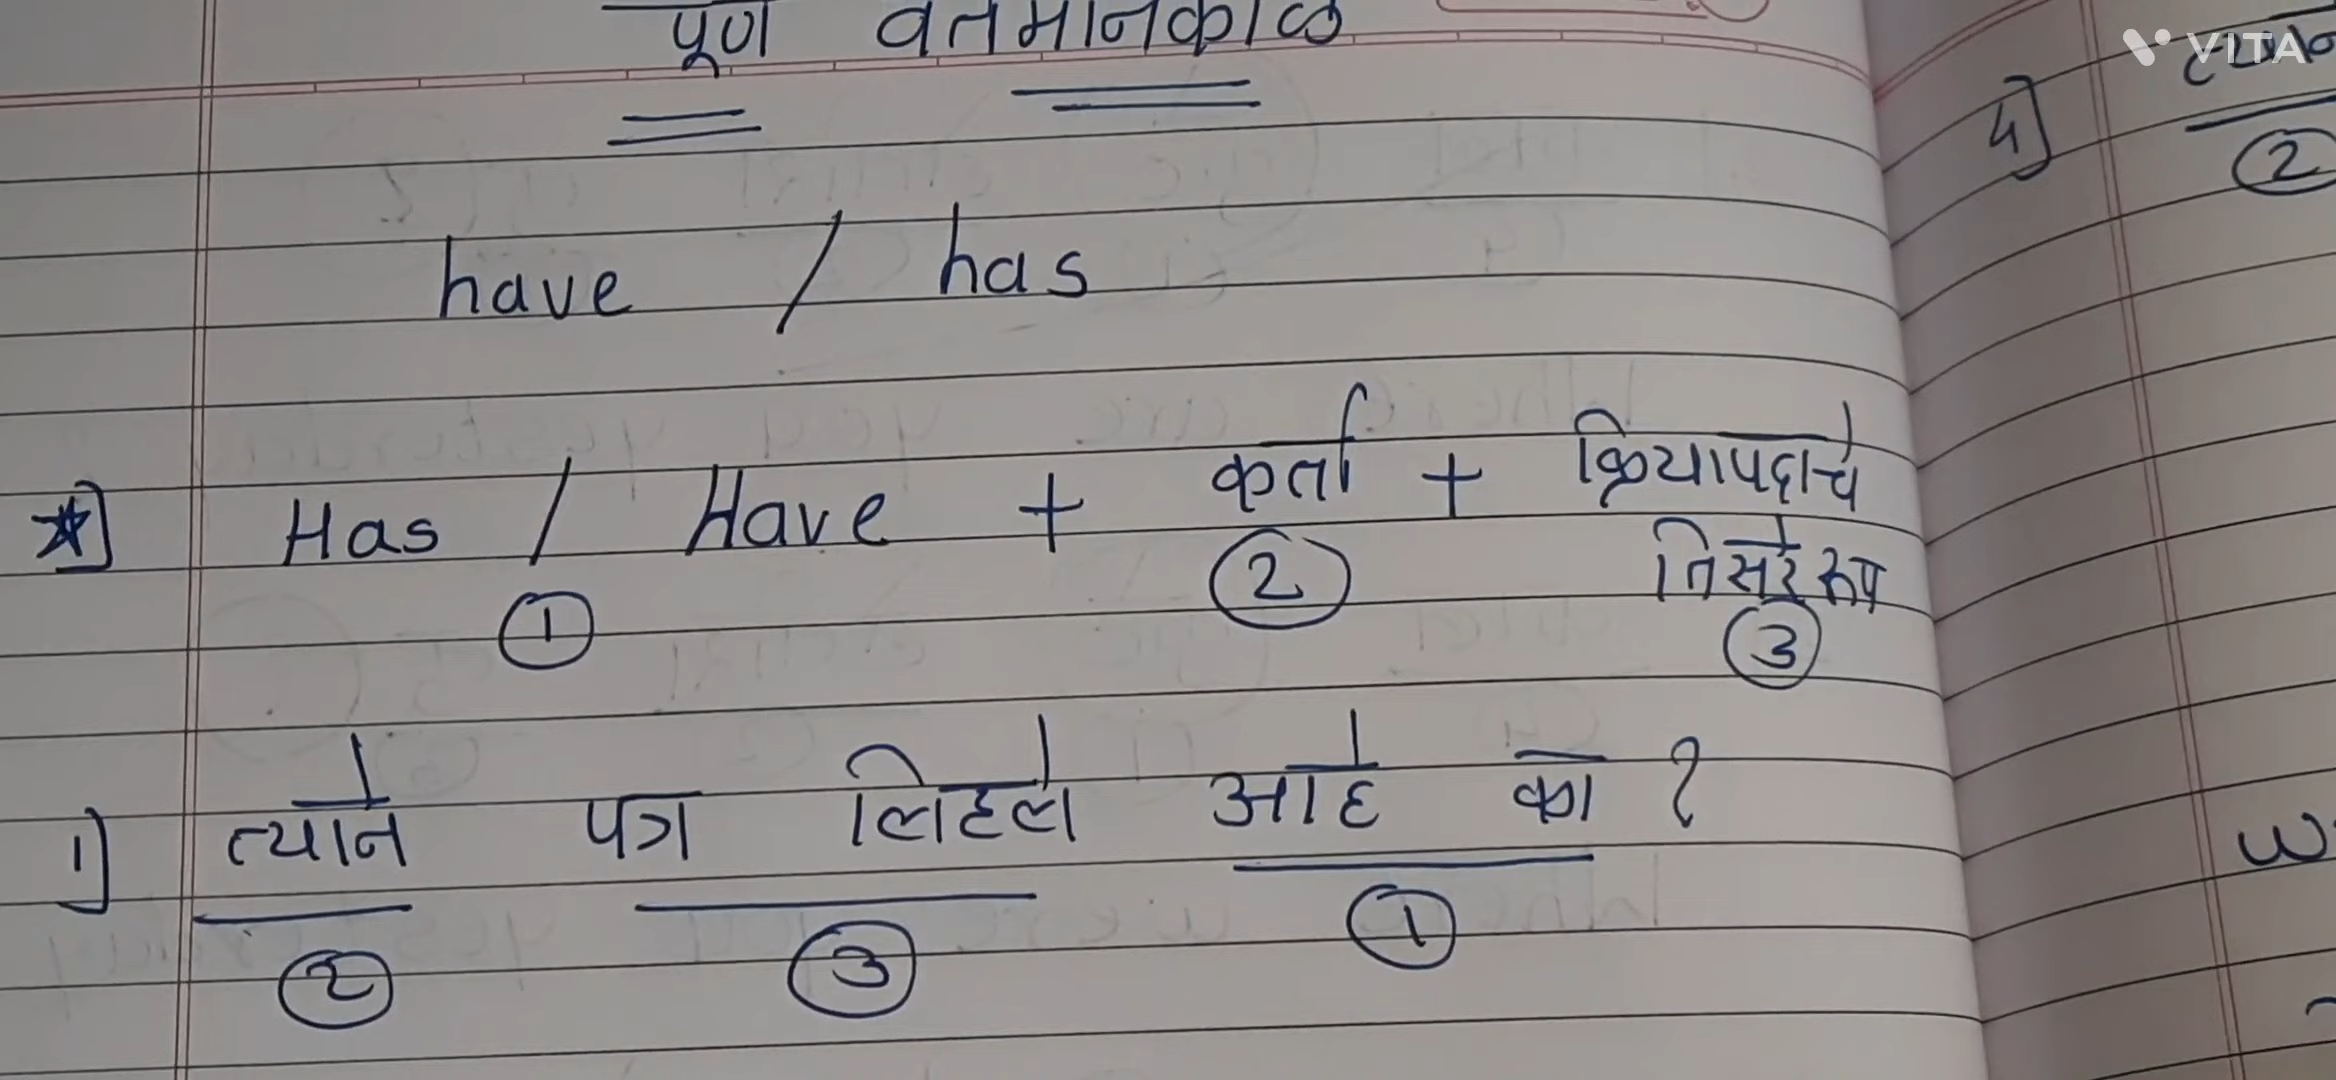 पूर्ण वर्तमानकाळ
have / has
*] Has / Have + कर्ता + क्रियापदाचे
तिसरे रूप
1 2 3
1] त्याने पत्र लिहले आहे का ?
2 3 1
4]
2
VITA